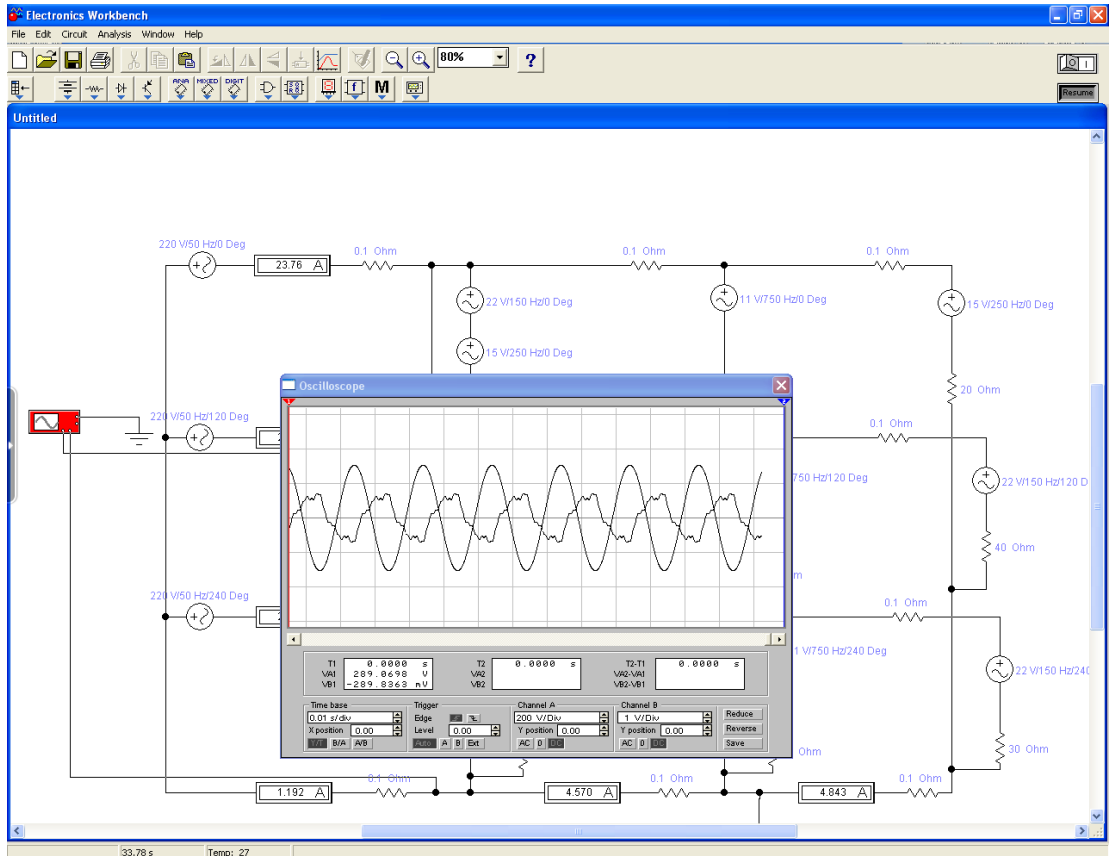 Electronics Workbench
File Edit Circuit Analysis Window Help
80%
?
ANA MIXED DIGIT
M
Resume
Untitled
220 V/50 Hz/0 Deg
0.1 Ohm
0.1 Ohm
0.1 Ohm
23.76 A
22 V/150 Hz/0 Deg
11 V/750 Hz/0 Deg
15 V/250 Hz/0 Deg
15 V/250 Hz/0 Deg
Oscilloscope
20 Ohm
220 V/50 Hz/120 Deg
0.1 Ohm
750 Hz/120 Deg
22 V/150 Hz/120 D
40 Ohm
m
220 V/50 Hz/240 Deg
0.1 Ohm
1 V/750 Hz/240 Deg
22 V/150 Hz/240
T1 0.0000 s
VA1 289.0698 V
VB1 -289.8363 mV
T2 0.0000 s
VA2
VB2
T2-T1 0.0000 s
VA2-VA1
VB2-VB1
Time base
0.01 s/div
X position 0.00
Y/T B/A A/B
Trigger
Edge
Level 0.00
Auto A B Ext
Channel A
200 V/Div
Y position 0.00
AC 0 DC
Channel B
1 V/Div
Y position 0.00
AC 0 DC
Reduce
Reverse
Save
Ohm
30 Ohm
0.1 Ohm
0.1 Ohm
0.1 Ohm
1.192 A
4.570 A
4.843 A
33.78 s
Temp: 27